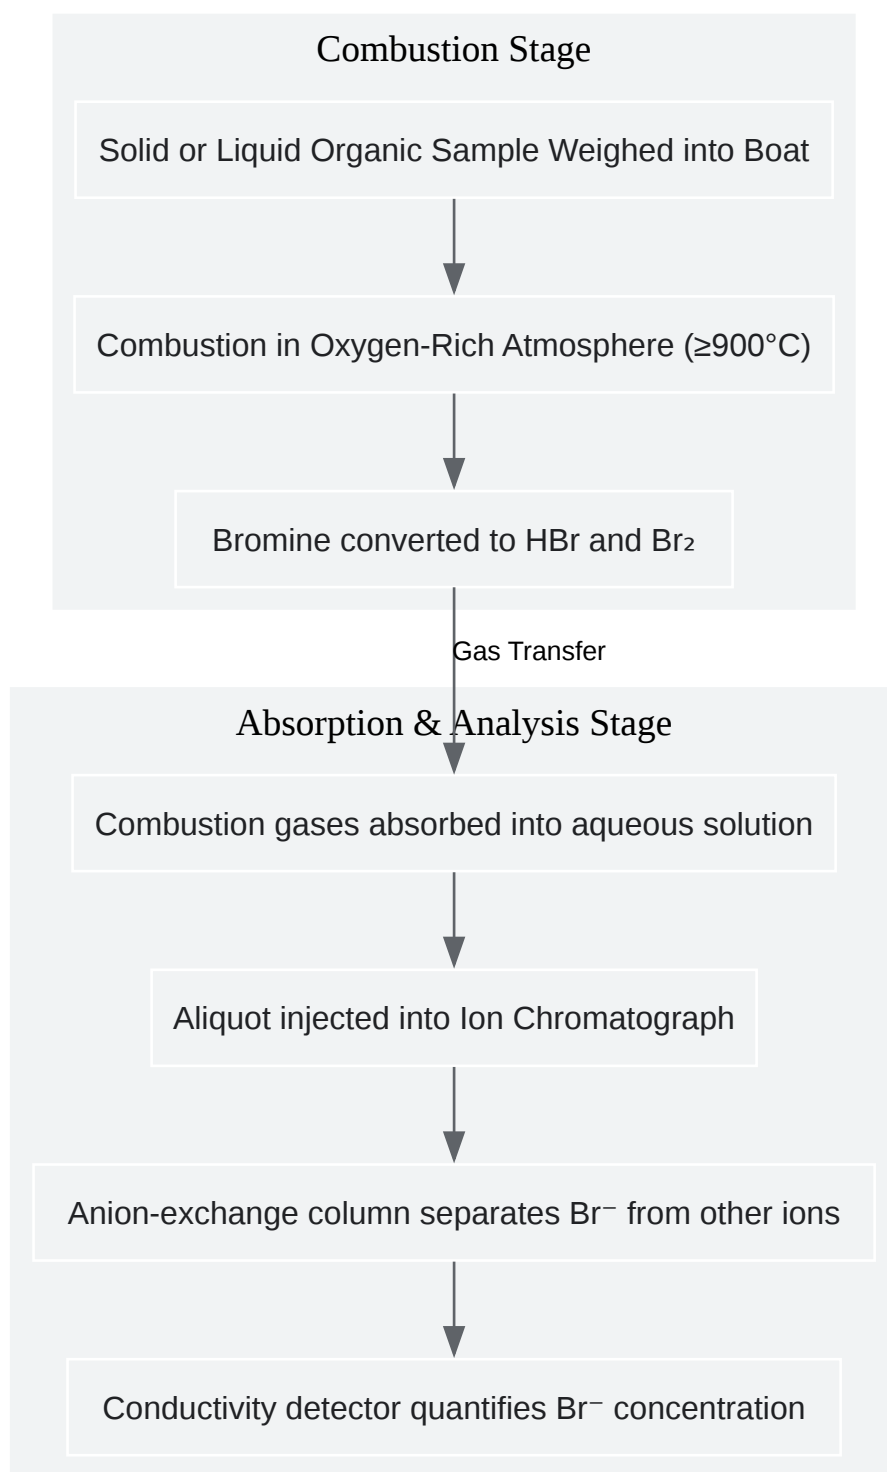 Combustion Stage
Solid or Liquid Organic Sample Weighed into Boat
Combustion in Oxygen-Rich Atmosphere (≥900°C)
Bromine converted to HBr and Br₂
Gas Transfer
Absorption & Analysis Stage
Combustion gases absorbed into aqueous solution
Aliquot injected into Ion Chromatograph
Anion-exchange column separates Br⁻ from other ions
Conductivity detector quantifies Br⁻ concentration